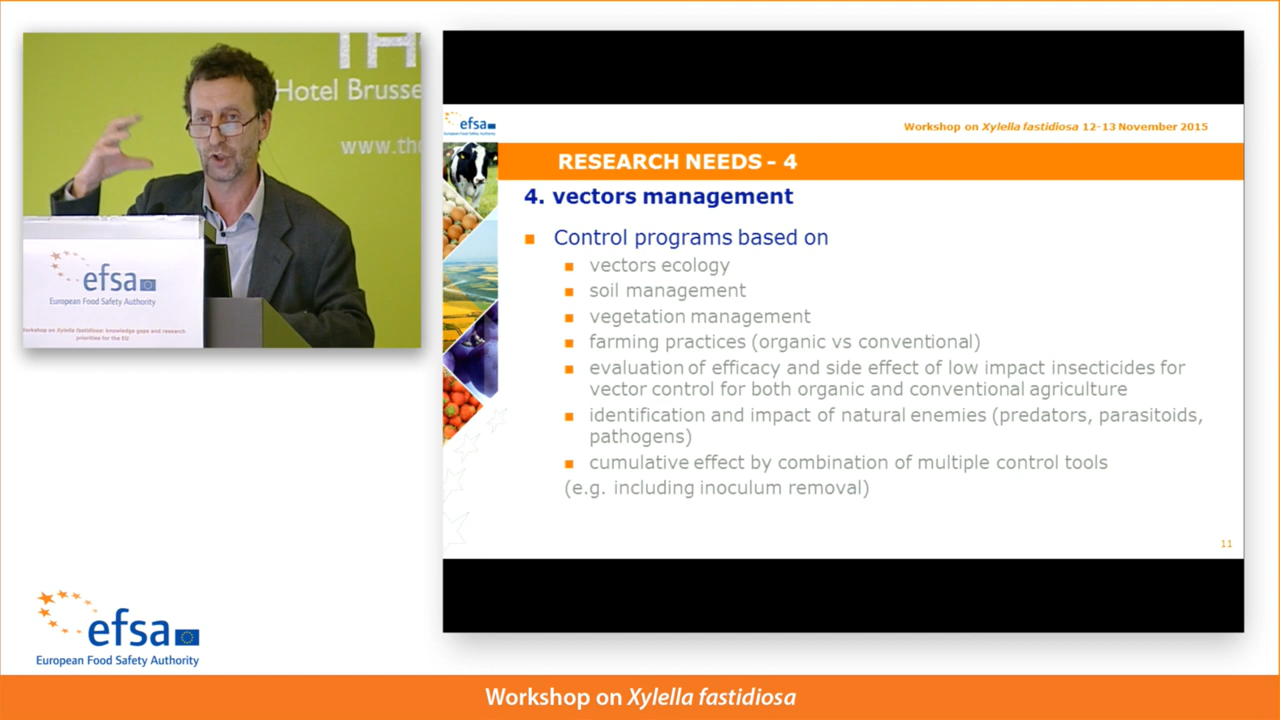 TH
Hotel Brusse
www.tho
efsa
European Food Safety Authority
Workshop on Xylella fastidiosa: knowledge gaps and research
priorities for the EU
efsa
European Food Safety Authority
Workshop on Xylella fastidiosa 12-13 November 2015
RESEARCH NEEDS - 4
4. vectors management
■ Control programs based on
■ vectors ecology
■ soil management
■ vegetation management
■ farming practices (organic vs conventional)
■ evaluation of efficacy and side effect of low impact insecticides for
vector control for both organic and conventional agriculture
■ identification and impact of natural enemies (predators, parasitoids,
pathogens)
■ cumulative effect by combination of multiple control tools
(e.g. including inoculum removal)
11
efsa
European Food Safety Authority
Workshop on Xylella fastidiosa